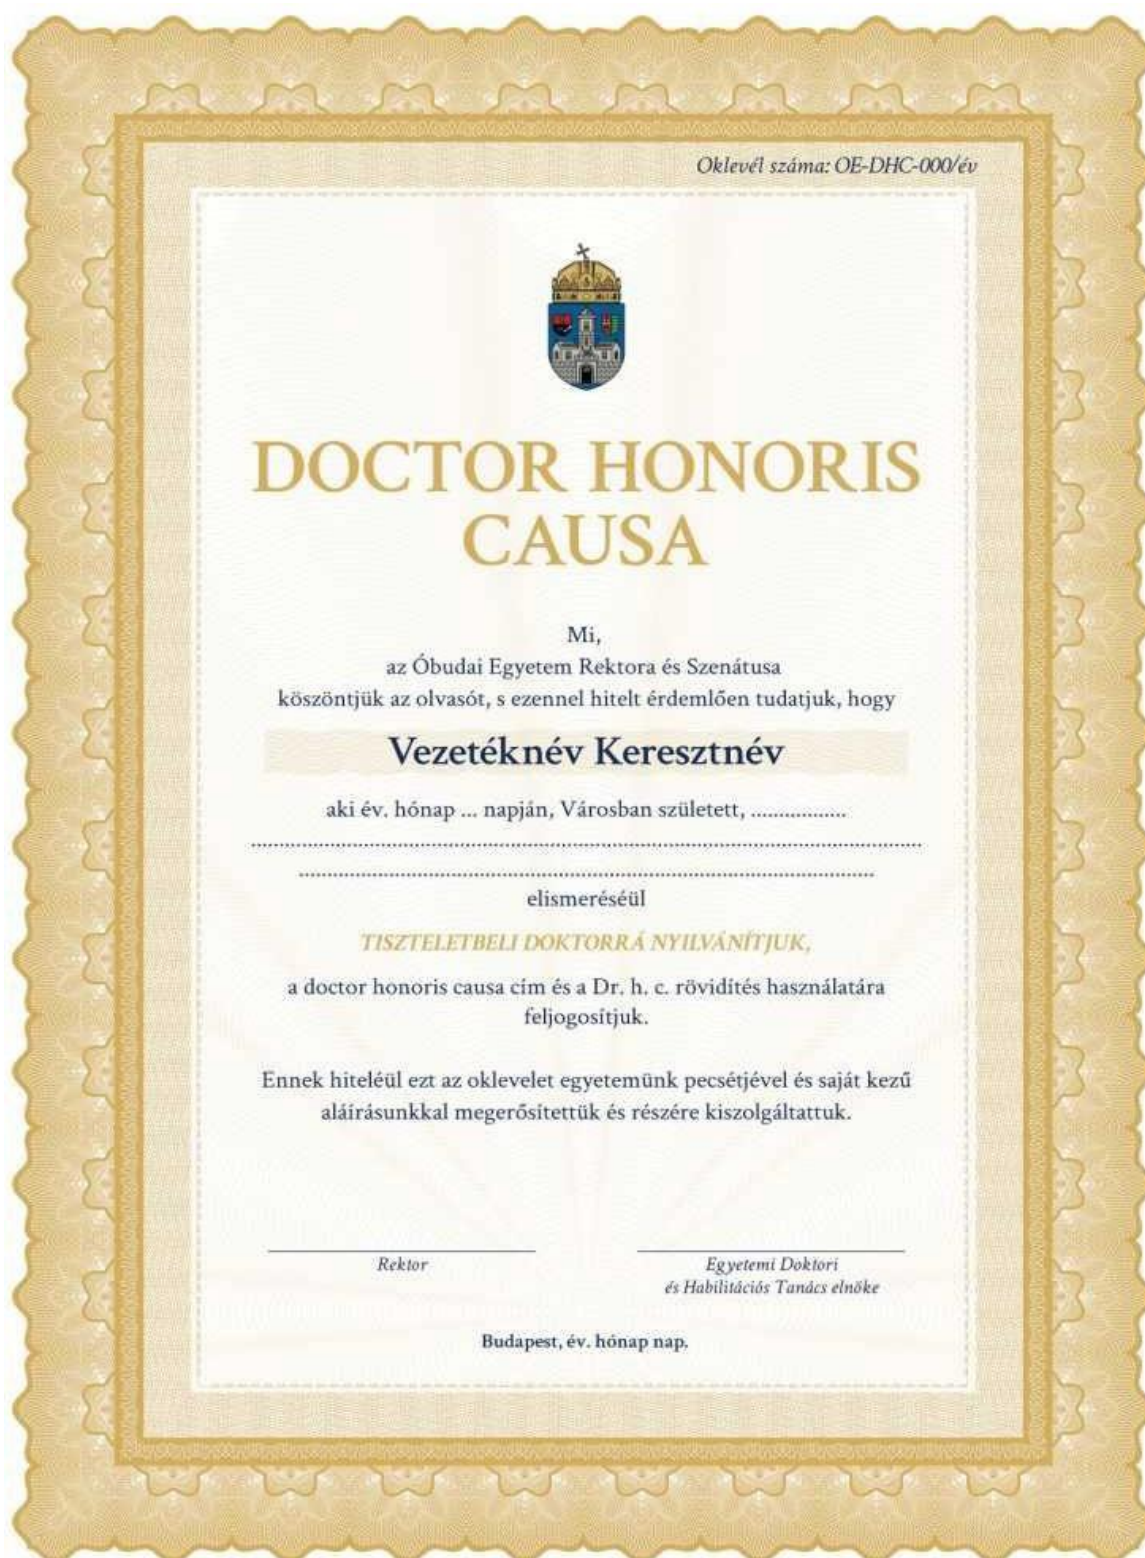 Oklevél száma: OE-DHC-000/év
DOCTOR HONORIS
CAUSA
Mi,
az Óbudai Egyetem Rektora és Szenátusa
köszöntjük az olvasót, s ezennel hitelt érdemlően tudatjuk, hogy
Vezetéknév Keresztnév
aki év. hónap ... napján, Városban született, .................
........................................................................................................................
.......................................................................................................
elismeréséül
TISZTELETBELI DOKTORRÁ NYILVÁNÍTJUK,
a doctor honoris causa cím és a Dr. h. c. rövidítés használatára
feljogosítjuk.
Ennek hiteléül ezt az oklevelet egyetemünk pecsétjével és saját kezű
aláírásunkkal megerősítettük és részére kiszolgáltattuk.
Rektor
Egyetemi Doktori
és Habilitációs Tanács elnöke
Budapest, év. hónap nap.